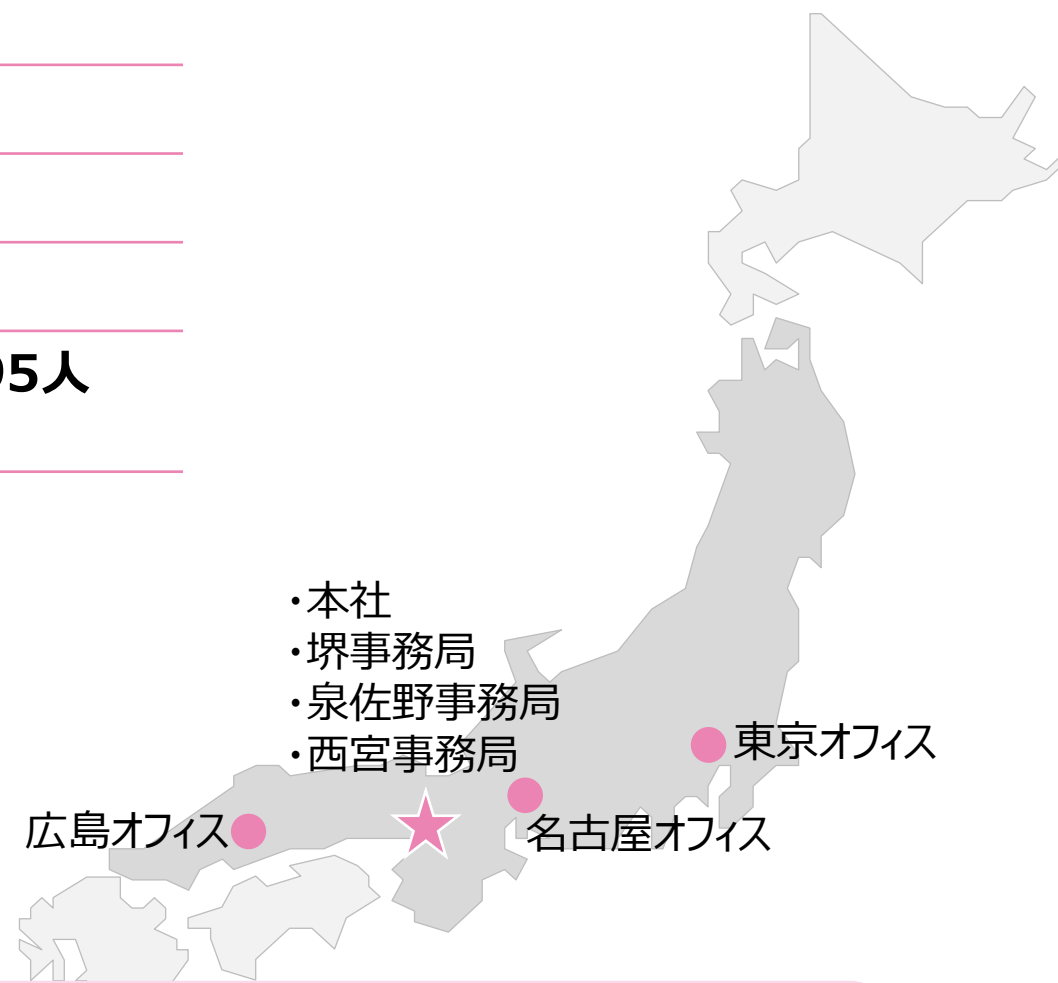 95人
・本社
・堺事務局
・泉佐野事務局
・西宮事務局
東京オフィス
広島オフィス
名古屋オフィス